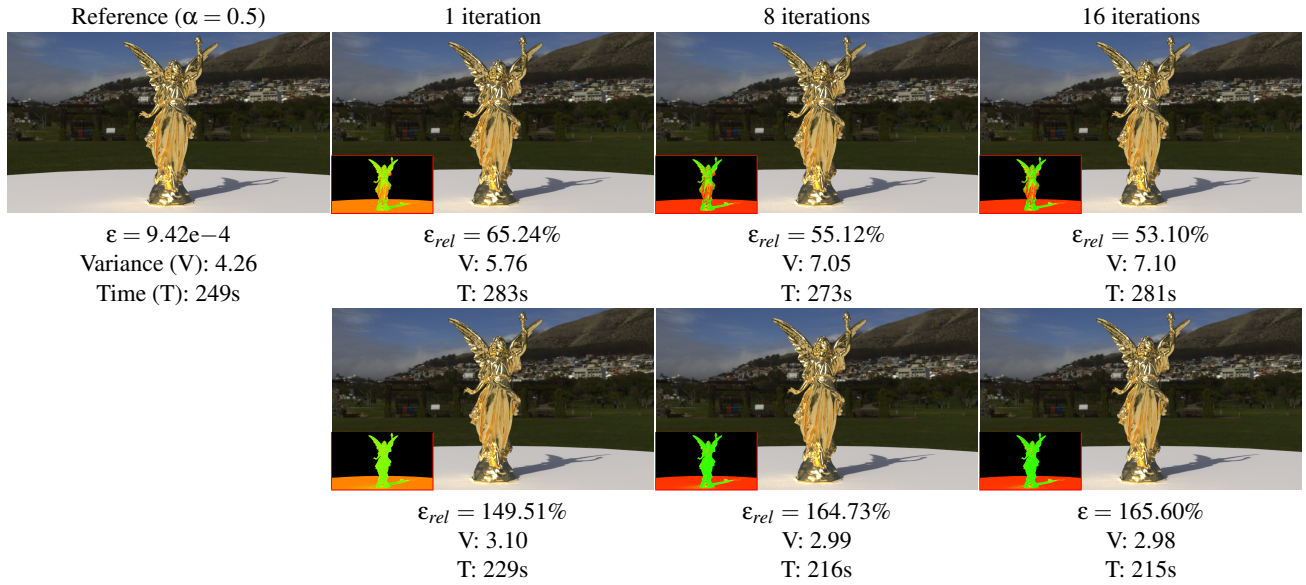 Reference (α = 0.5)
1 iteration
8 iterations
16 iterations
ε = 9.42e−4
Variance (V): 4.26
Time (T): 249s
ε_rel = 65.24%
V: 5.76
T: 283s
ε_rel = 55.12%
V: 7.05
T: 273s
ε_rel = 53.10%
V: 7.10
T: 281s
ε_rel = 149.51%
V: 3.10
T: 229s
ε_rel = 164.73%
V: 2.99
T: 216s
ε = 165.60%
V: 2.98
T: 215s